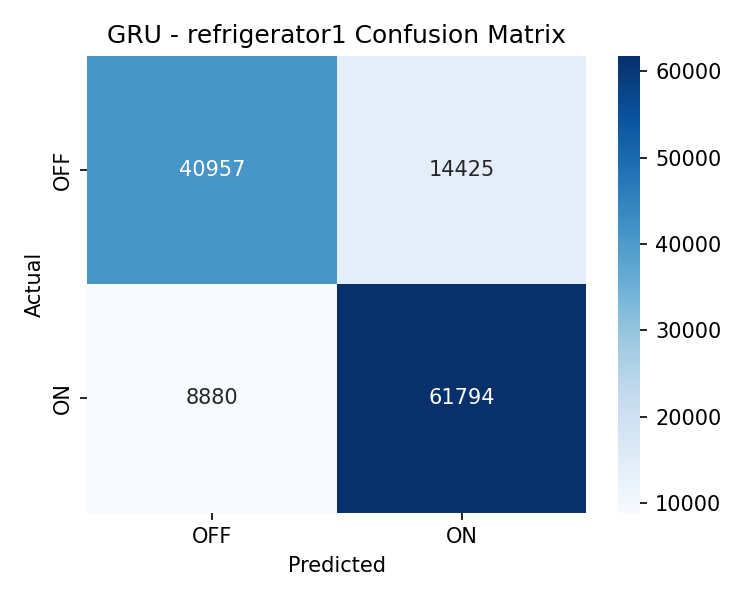 GRU - refrigerator1 Confusion Matrix
Actual
OFF
40957
14425
ON
8880
61794
OFF
ON
Predicted
60000
50000
40000
30000
20000
10000